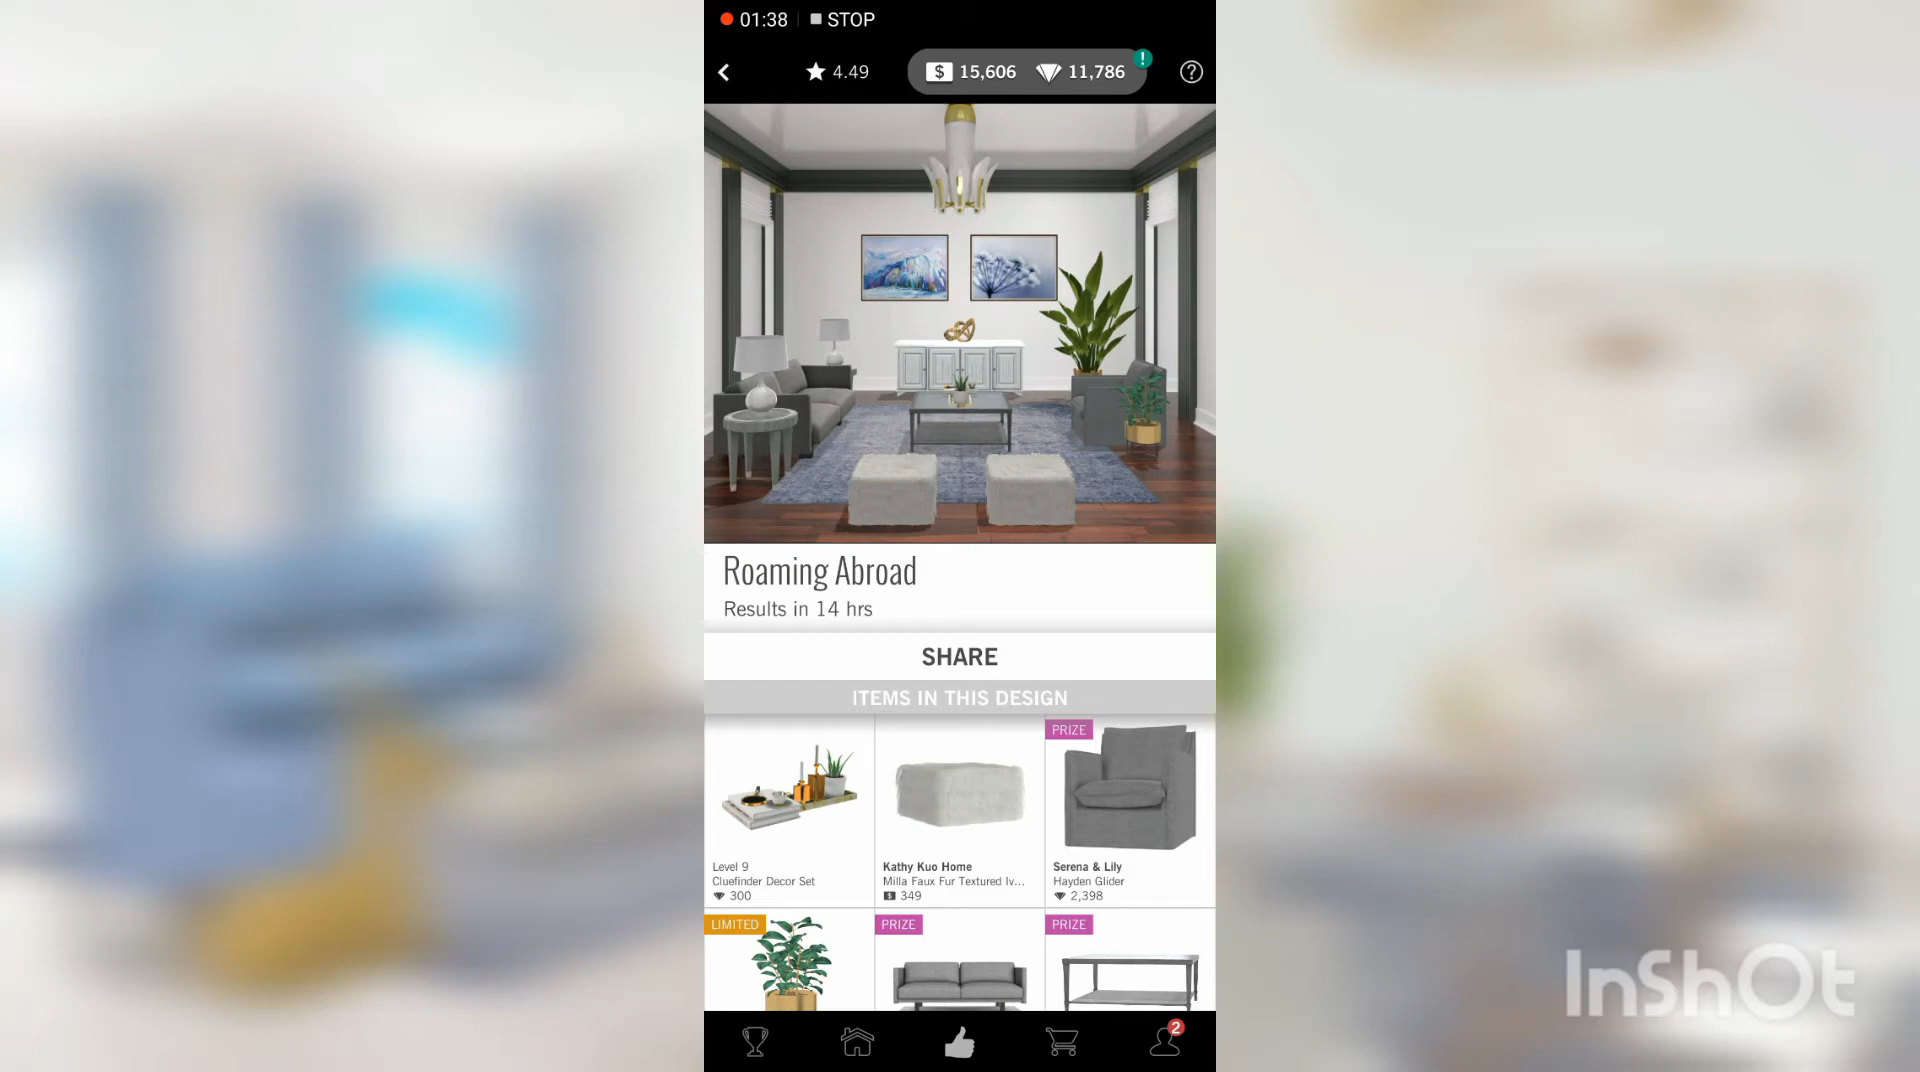 01:38 STOP
4.49 $ 15,606 11,786 !
?
Roaming Abroad
Results in 14 hrs
SHARE
ITEMS IN THIS DESIGN
PRIZE
Level 9
Cluefinder Decor Set
300
Kathy Kuo Home
Milla Faux Fur Textured Iv...
$ 349
Serena & Lily
Hayden Glider
2,398
LIMITED
PRIZE
PRIZE
2
InShOt